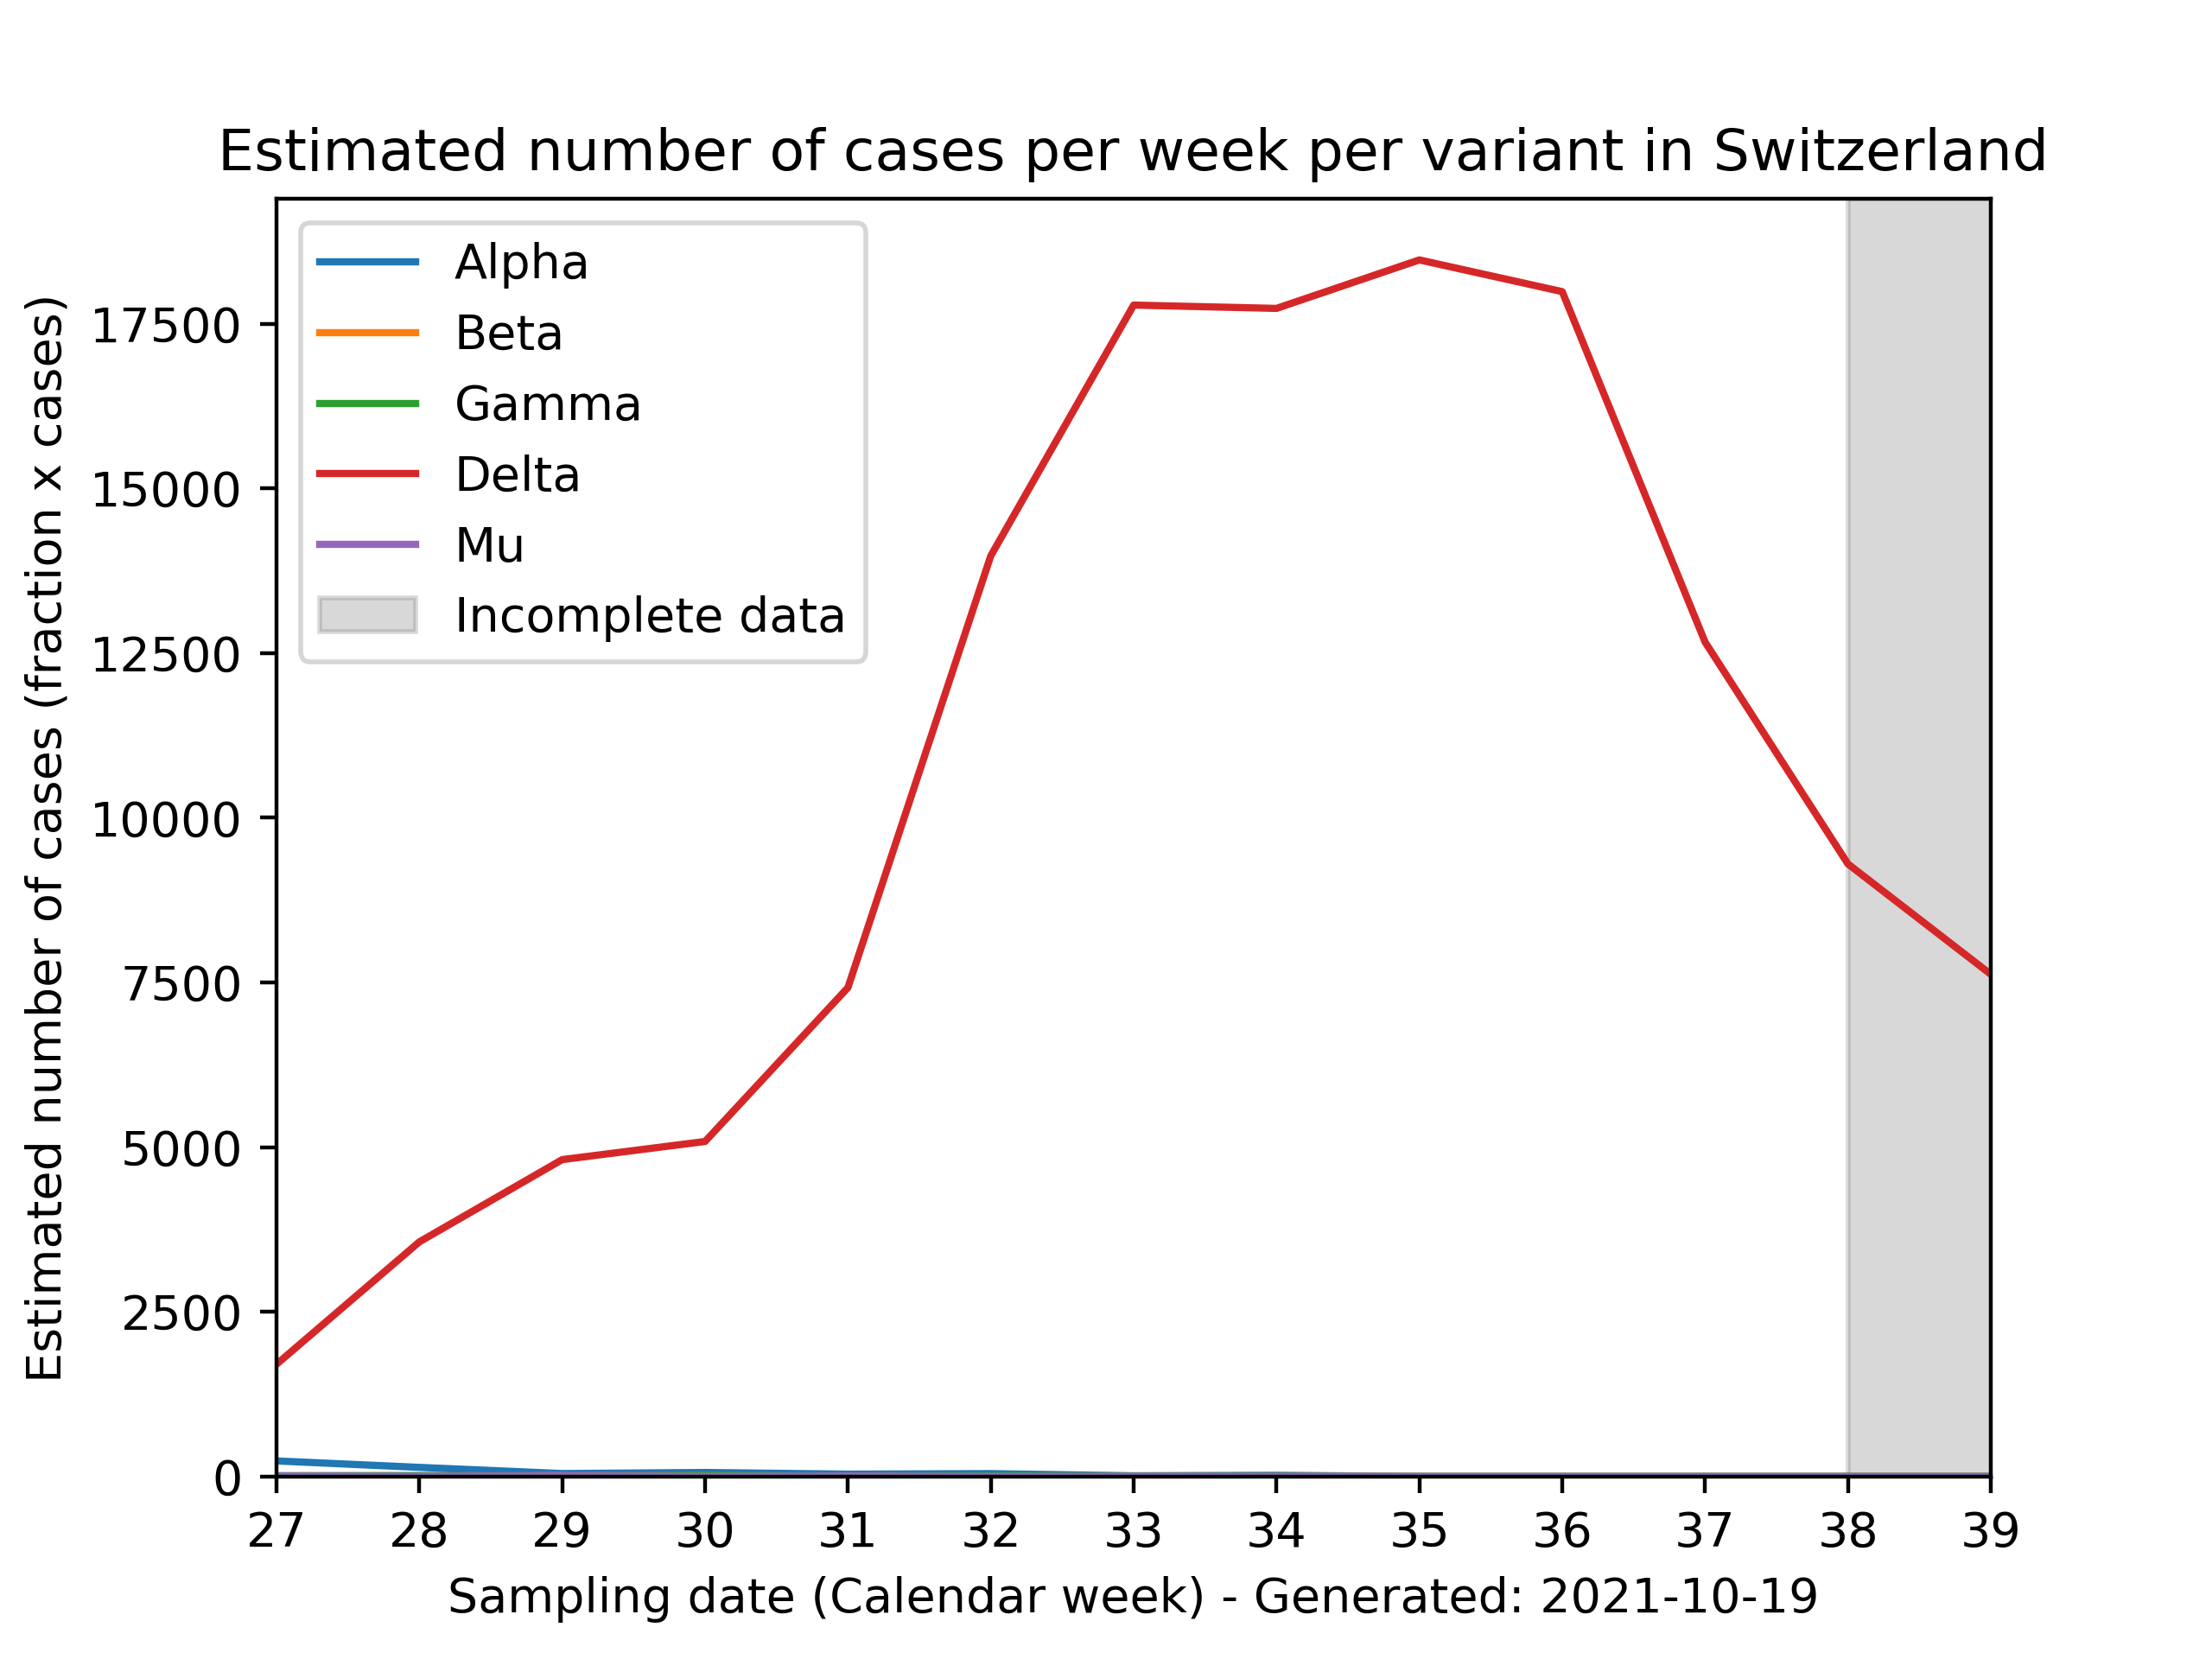 Estimated number of cases per week per variant in Switzerland
Estimated number of cases (fraction x cases)
17500
15000
12500
10000
7500
5000
2500
0
Alpha
Beta
Gamma
Delta
Mu
Incomplete data
27 28 29 30 31 32 33 34 35 36 37 38 39
Sampling date (Calendar week) - Generated: 2021-10-19